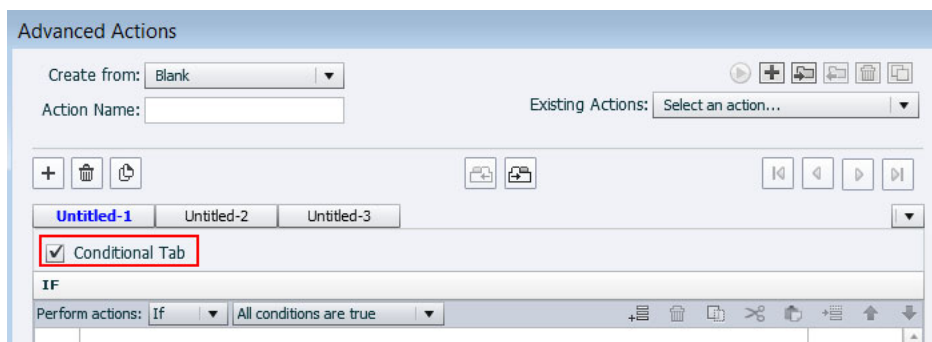 Advanced Actions
Create from: Blank
Action Name:
Existing Actions: Select an action...
Untitled-1 Untitled-2 Untitled-3
Conditional Tab
IF
Perform actions: If All conditions are true